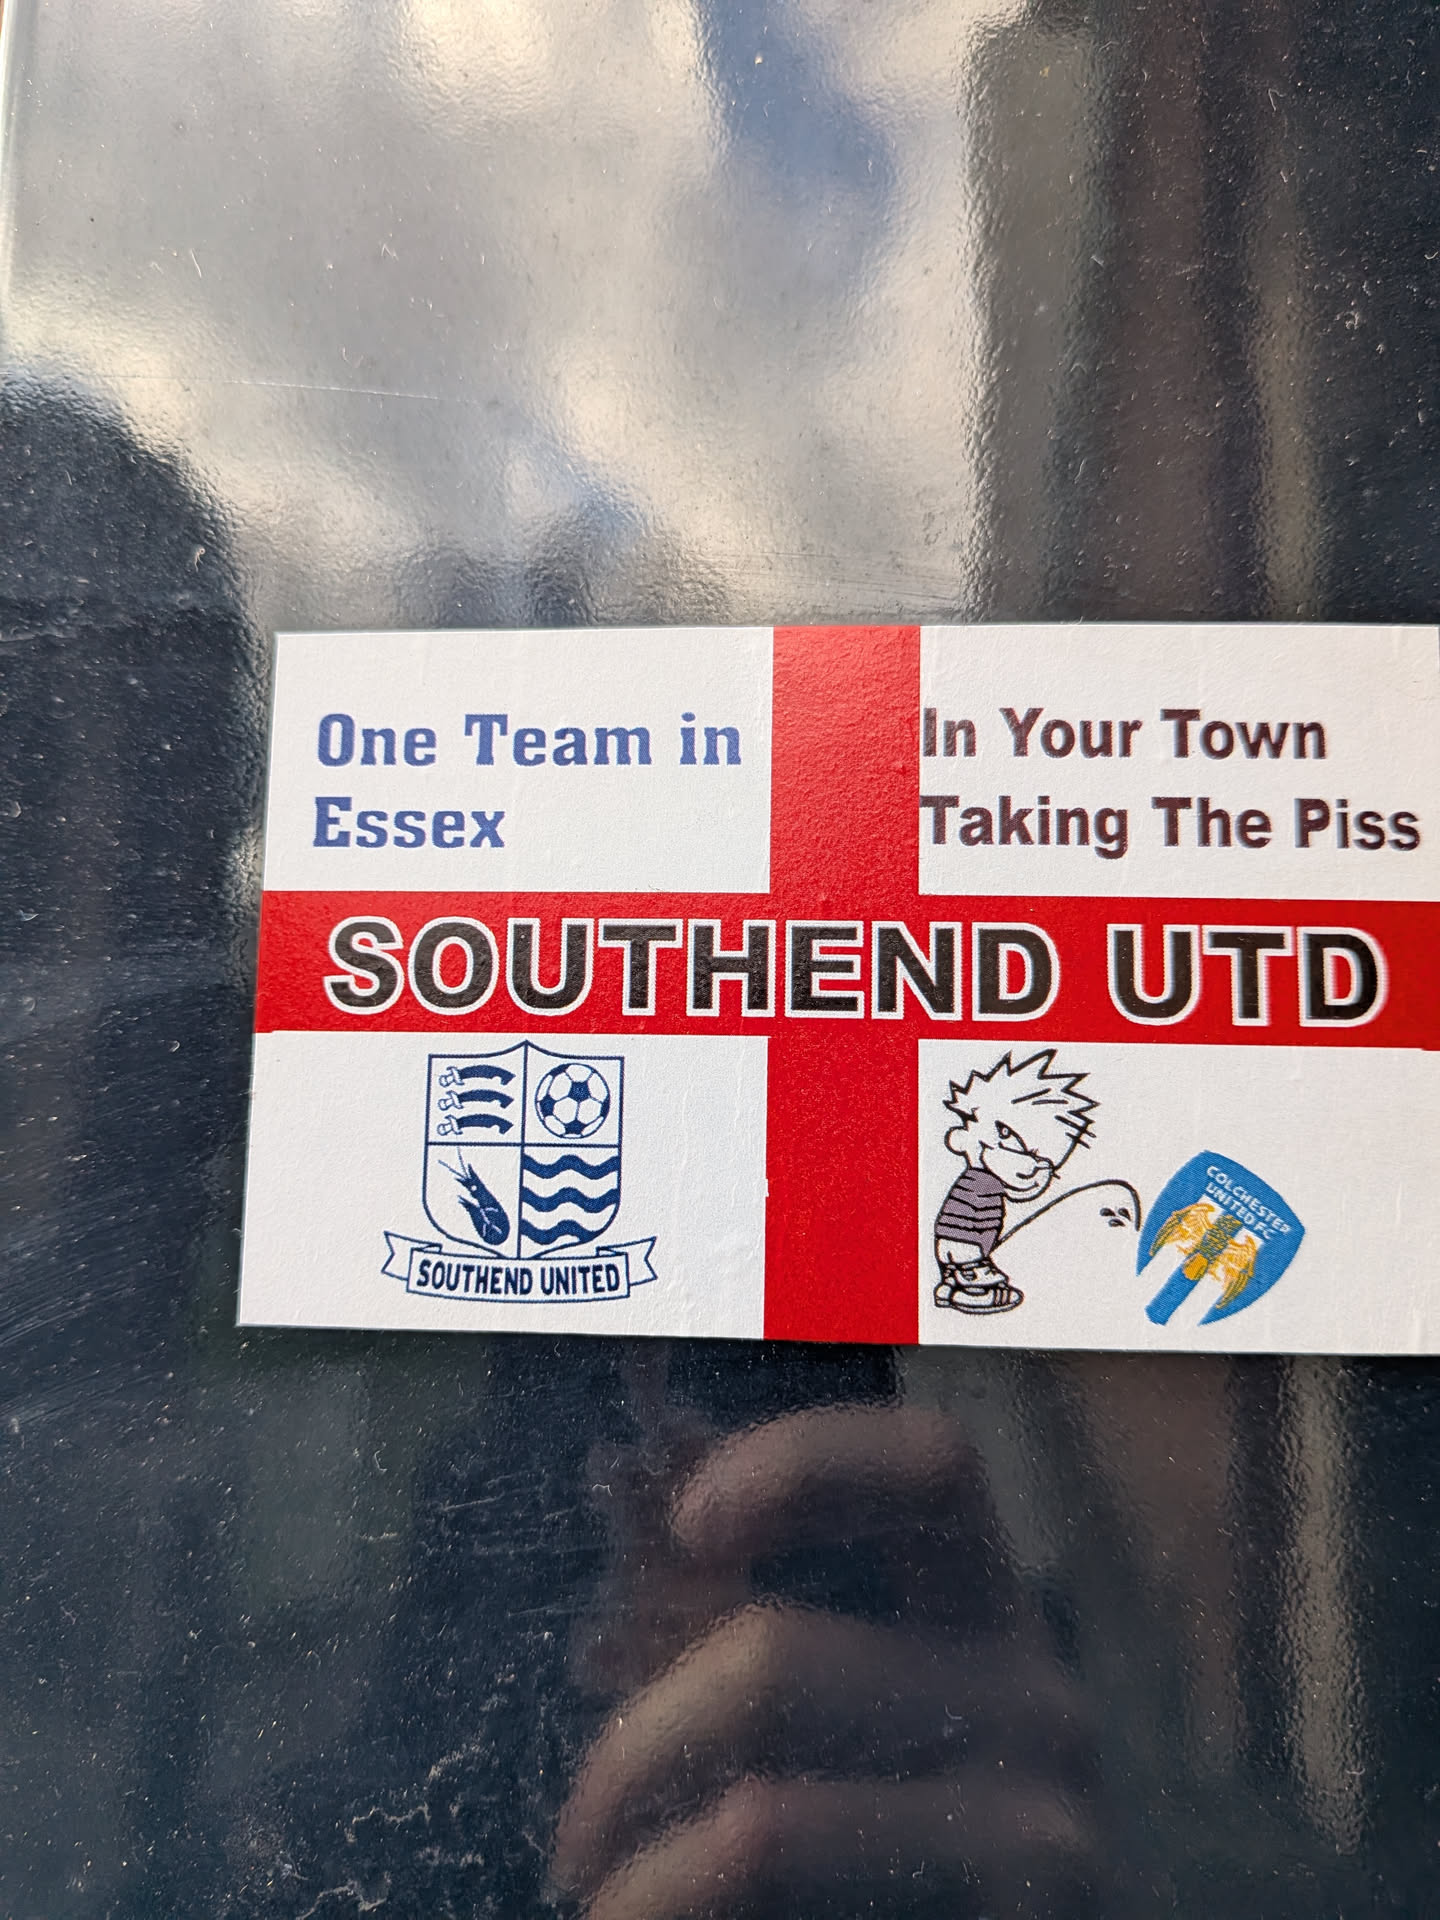 One Team in
Essex
In Your Town
Taking The Piss
SOUTHEND UTD
SOUTHEND UNITED
COLCHESTER
UNITED FC